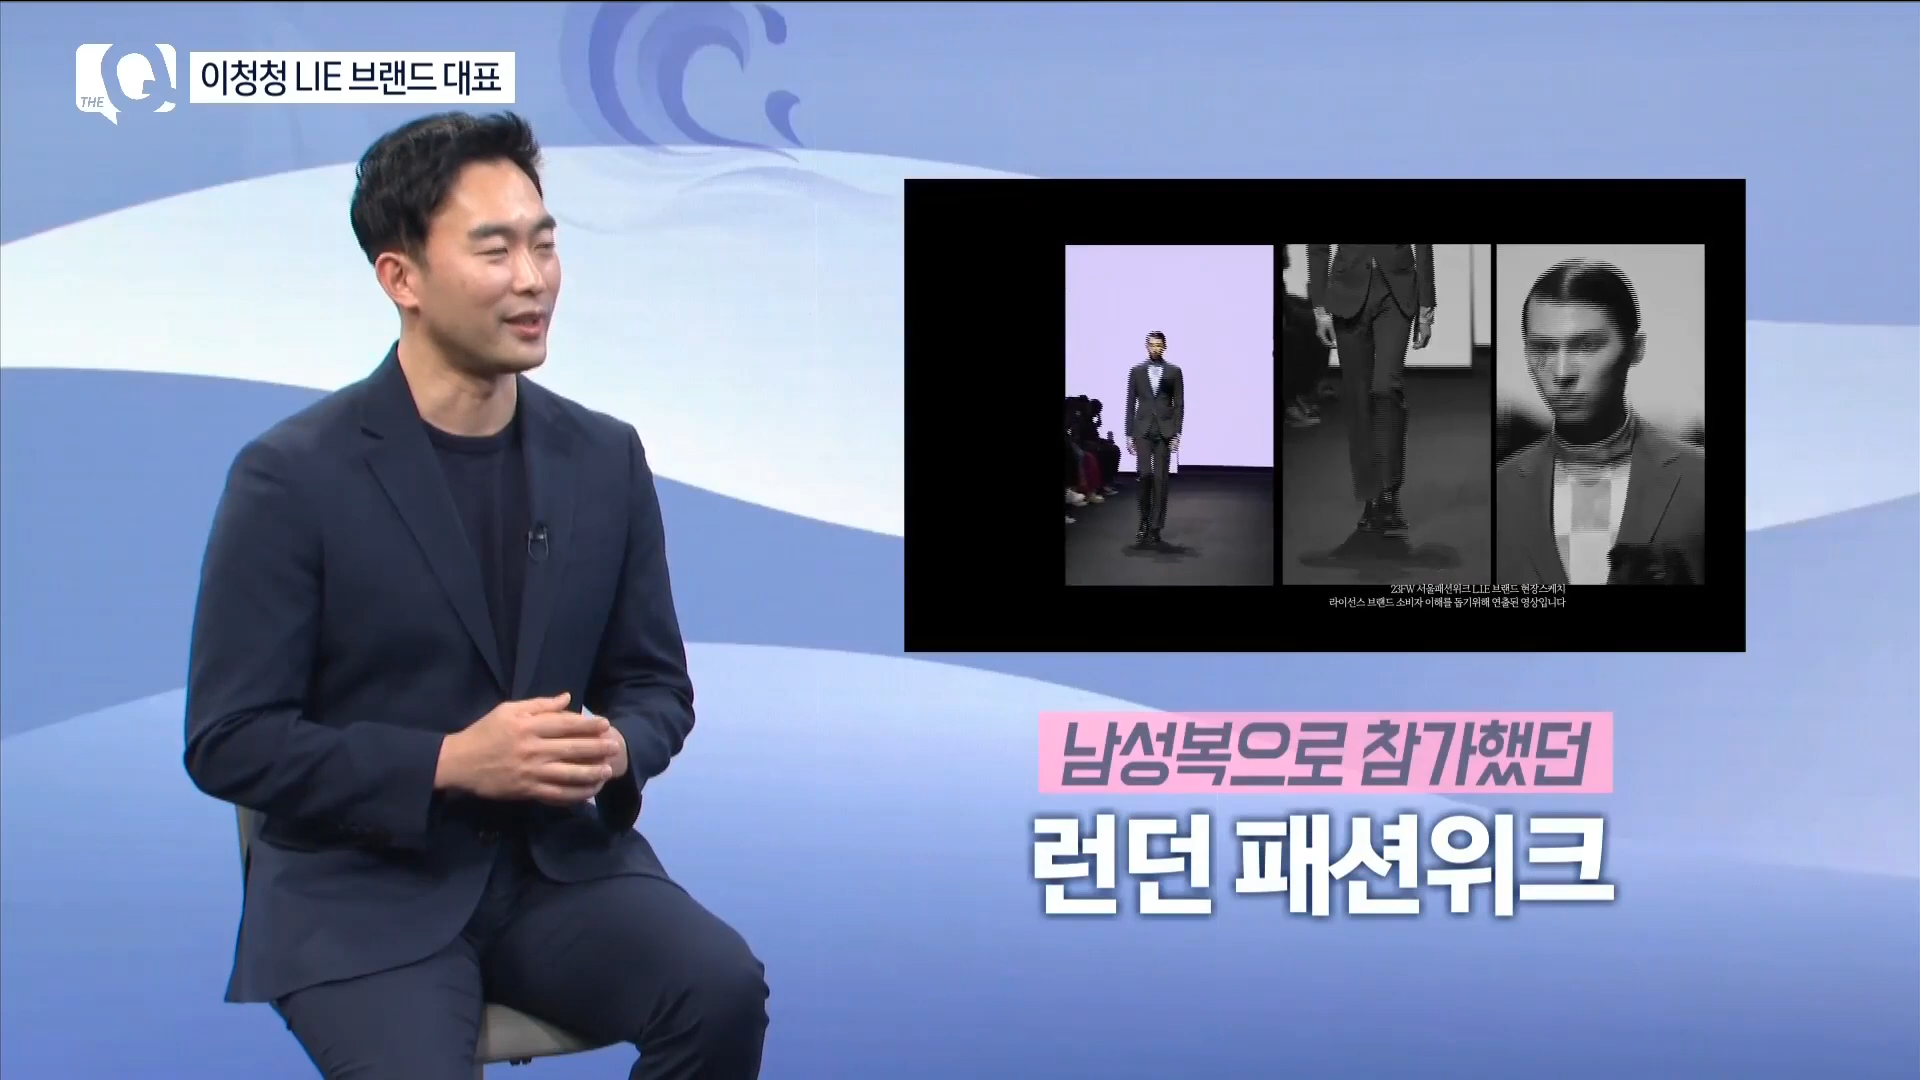 THE Q
이청청 LIE 브랜드 대표
23FW 서울패션위크 LIE 브랜드 현장스케치
라이선스 브랜드 소비자 이해를 돕기위해 연출된 영상입니다
남성복으로 참가했던
런던 패션위크